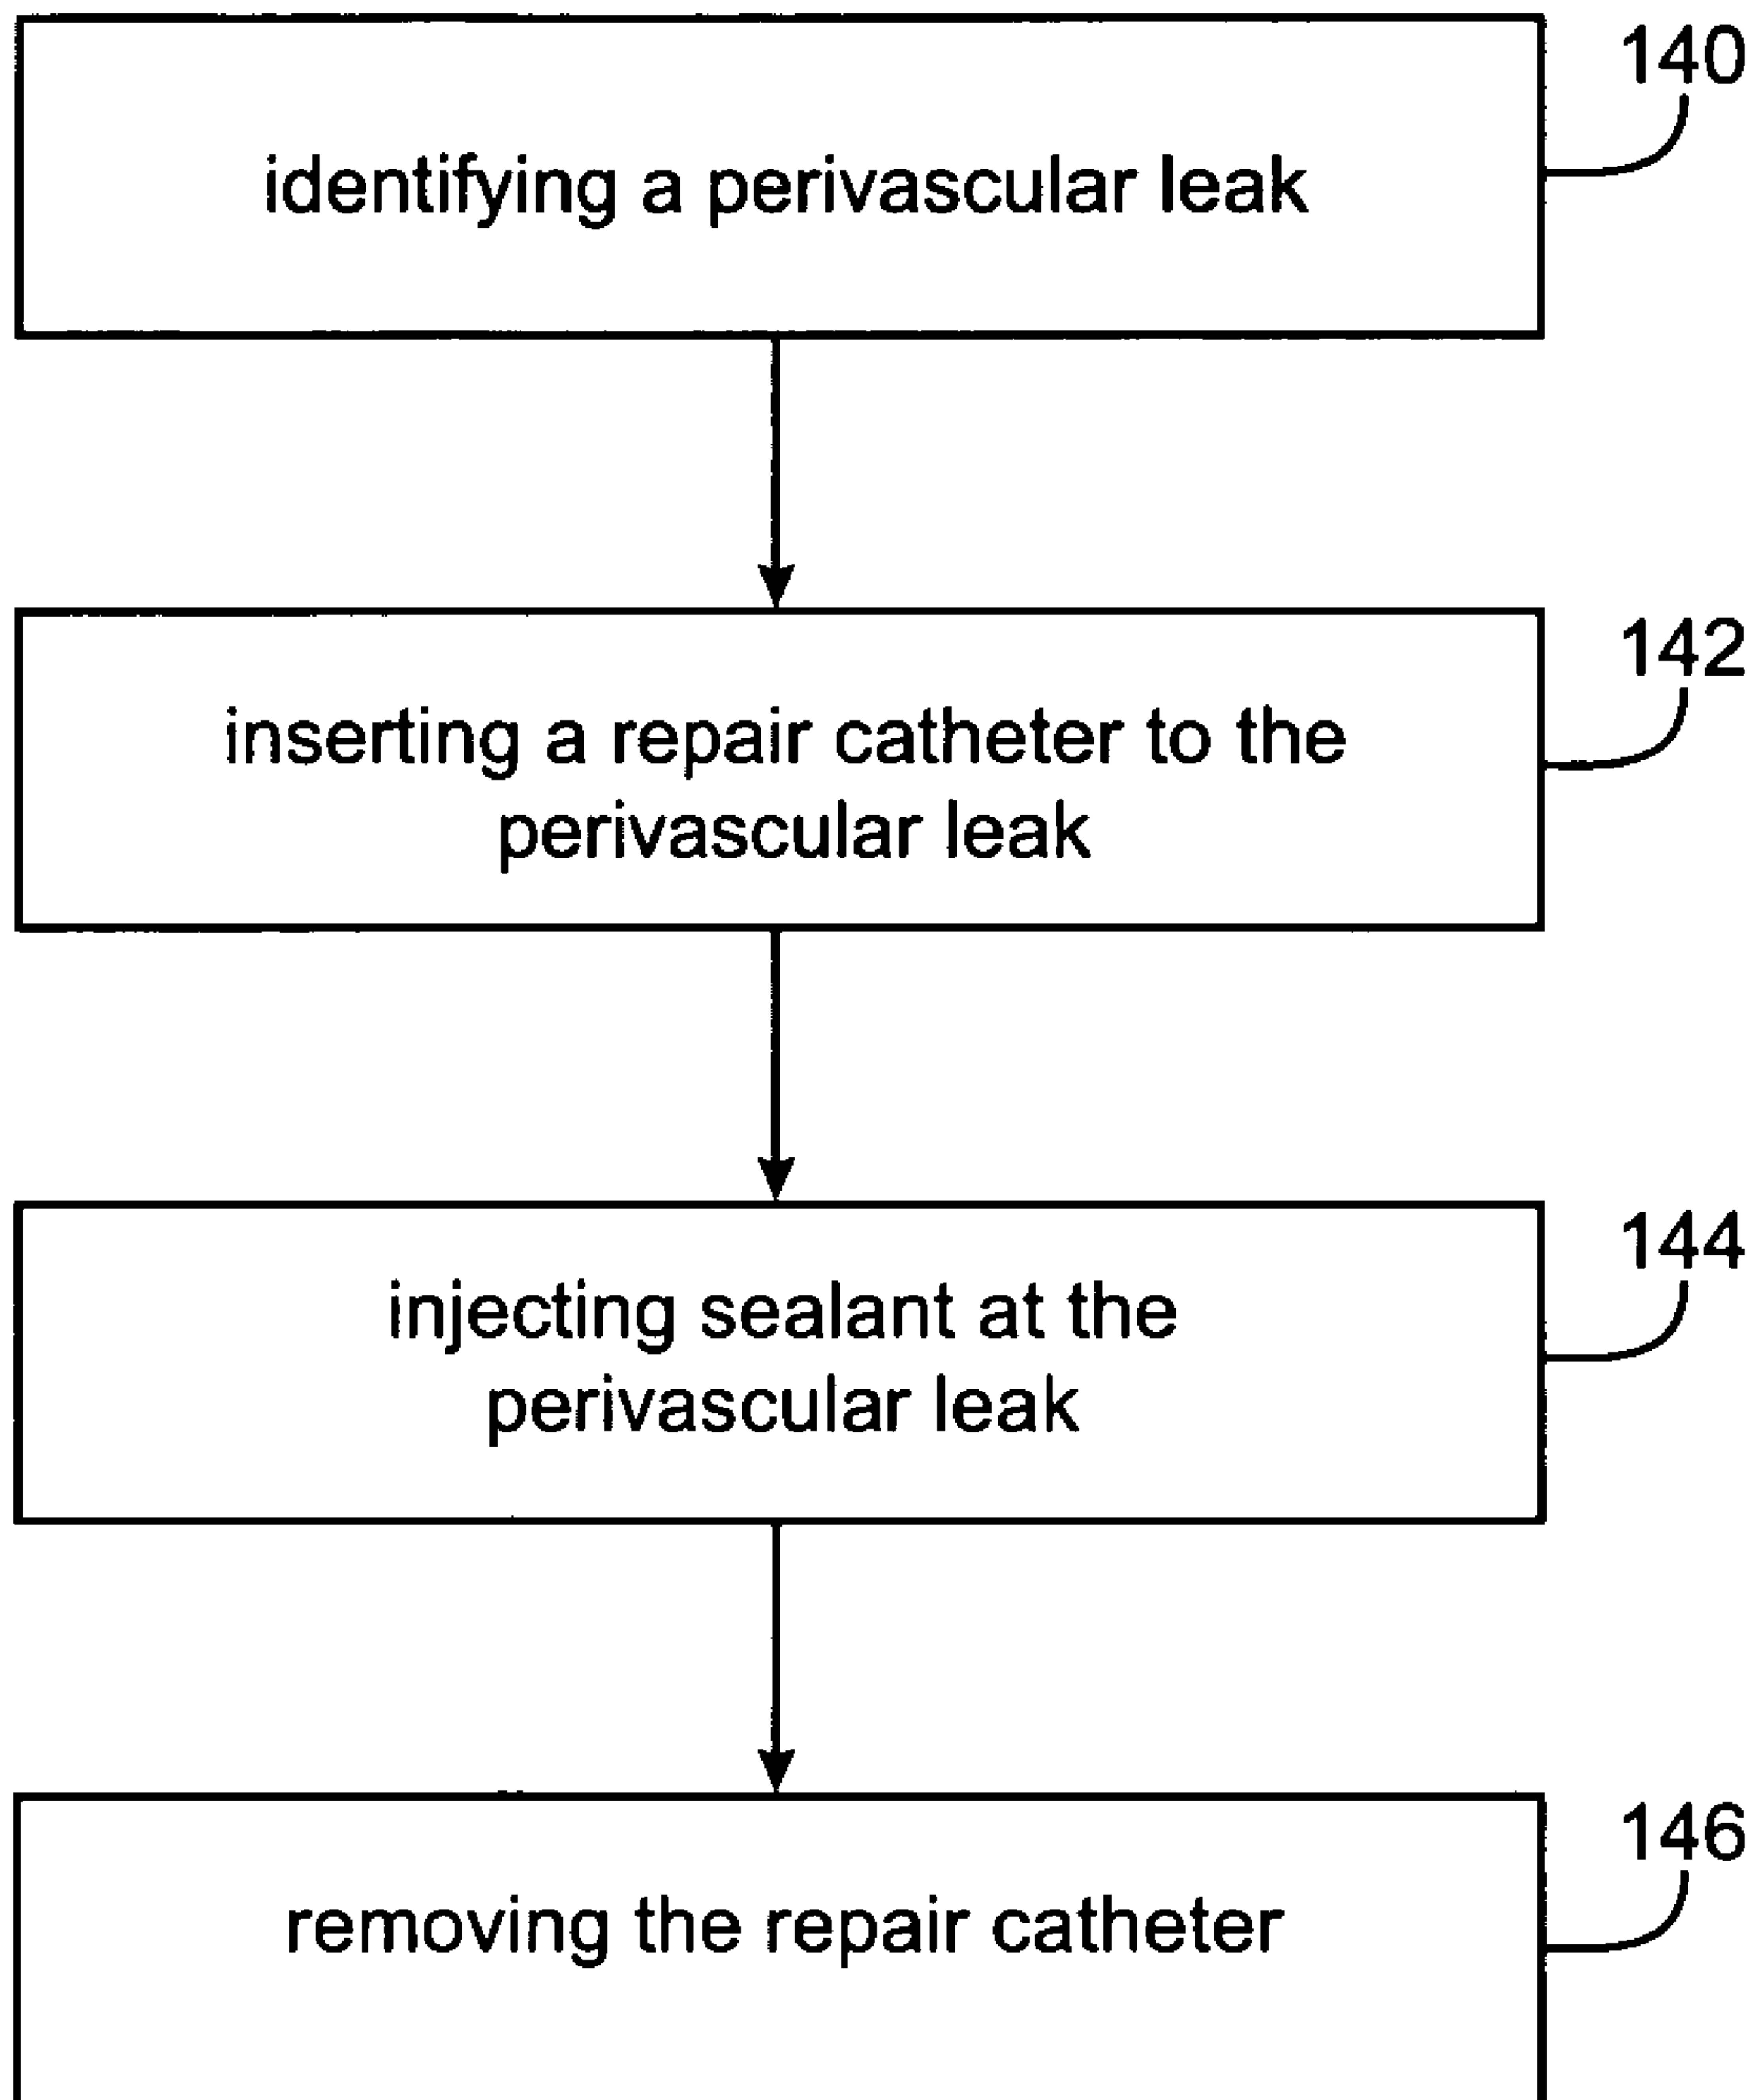 140
identifying a perivascular leak
142
inserting a repair catheter to the
perivascular leak
144
injecting sealant at the
perivascular leak
146
removing the repair catheter